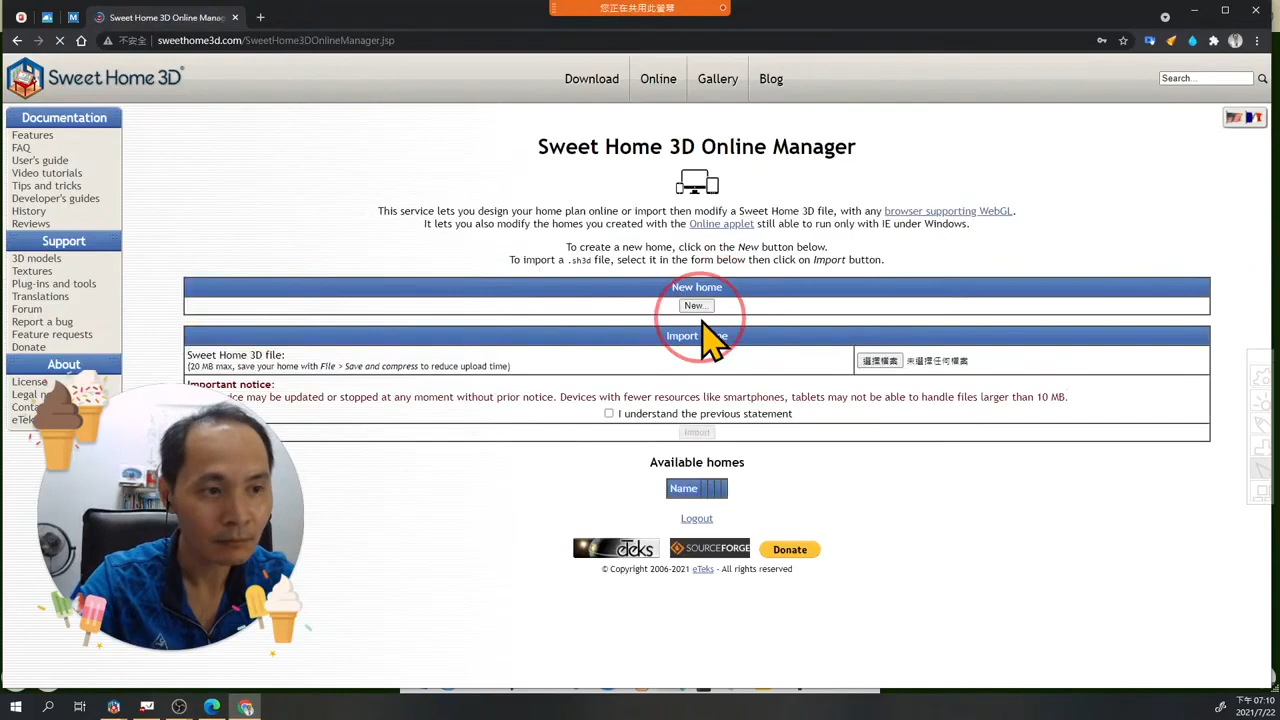 您正在共用此螢幕
Sweet Home 3D Online Manag
不安全
sweethome3d.com/SweetHome3DOnlineManager.jsp
Sweet Home 3D®
Download
Online
Gallery
Blog
Search...
Documentation
Features
FAQ
User's guide
Video tutorials
Tips and tricks
Developer's guides
History
Reviews
Support
3D models
Textures
Plug-ins and tools
Translations
Forum
Report a bug
Feature requests
Donate
About
License
Legal
Sweet Home 3D Online Manager
This service lets you design your home plan online or import then modify a Sweet Home 3D file, with any browser supporting WebGL.
It lets you also modify the homes you created with the Online applet still able to run only with IE under Windows.
To create a new home, click on the New button below.
To import a .sh3d file, select it in the form below then click on Import button.
New home
New...
Import
Sweet Home 3D file:
(20 MB max, save your home with File > Save and compress to reduce upload time)
選擇檔案 未選擇任何檔案
Important notice:
may be updated or stopped at any moment without prior notice. Devices with fewer resources like smartphones, tablets may not be able to handle files larger than 10 MB.
I understand the previous statement
Import
Available homes
Name
Logout
eTeks
SOURCEFORGE
Donate
© Copyright 2006-2021 eTeks - All rights reserved
下午 07:10
2021/7/22